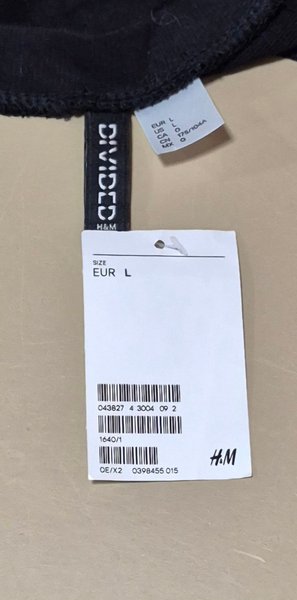 EUR L
US L
CA G
CN 175/104A
MX G
DIVIDED
H&M
SIZE
EUR L
043827 4 3004 09 2
1640/1
OE/X2 0398455 015
H&M